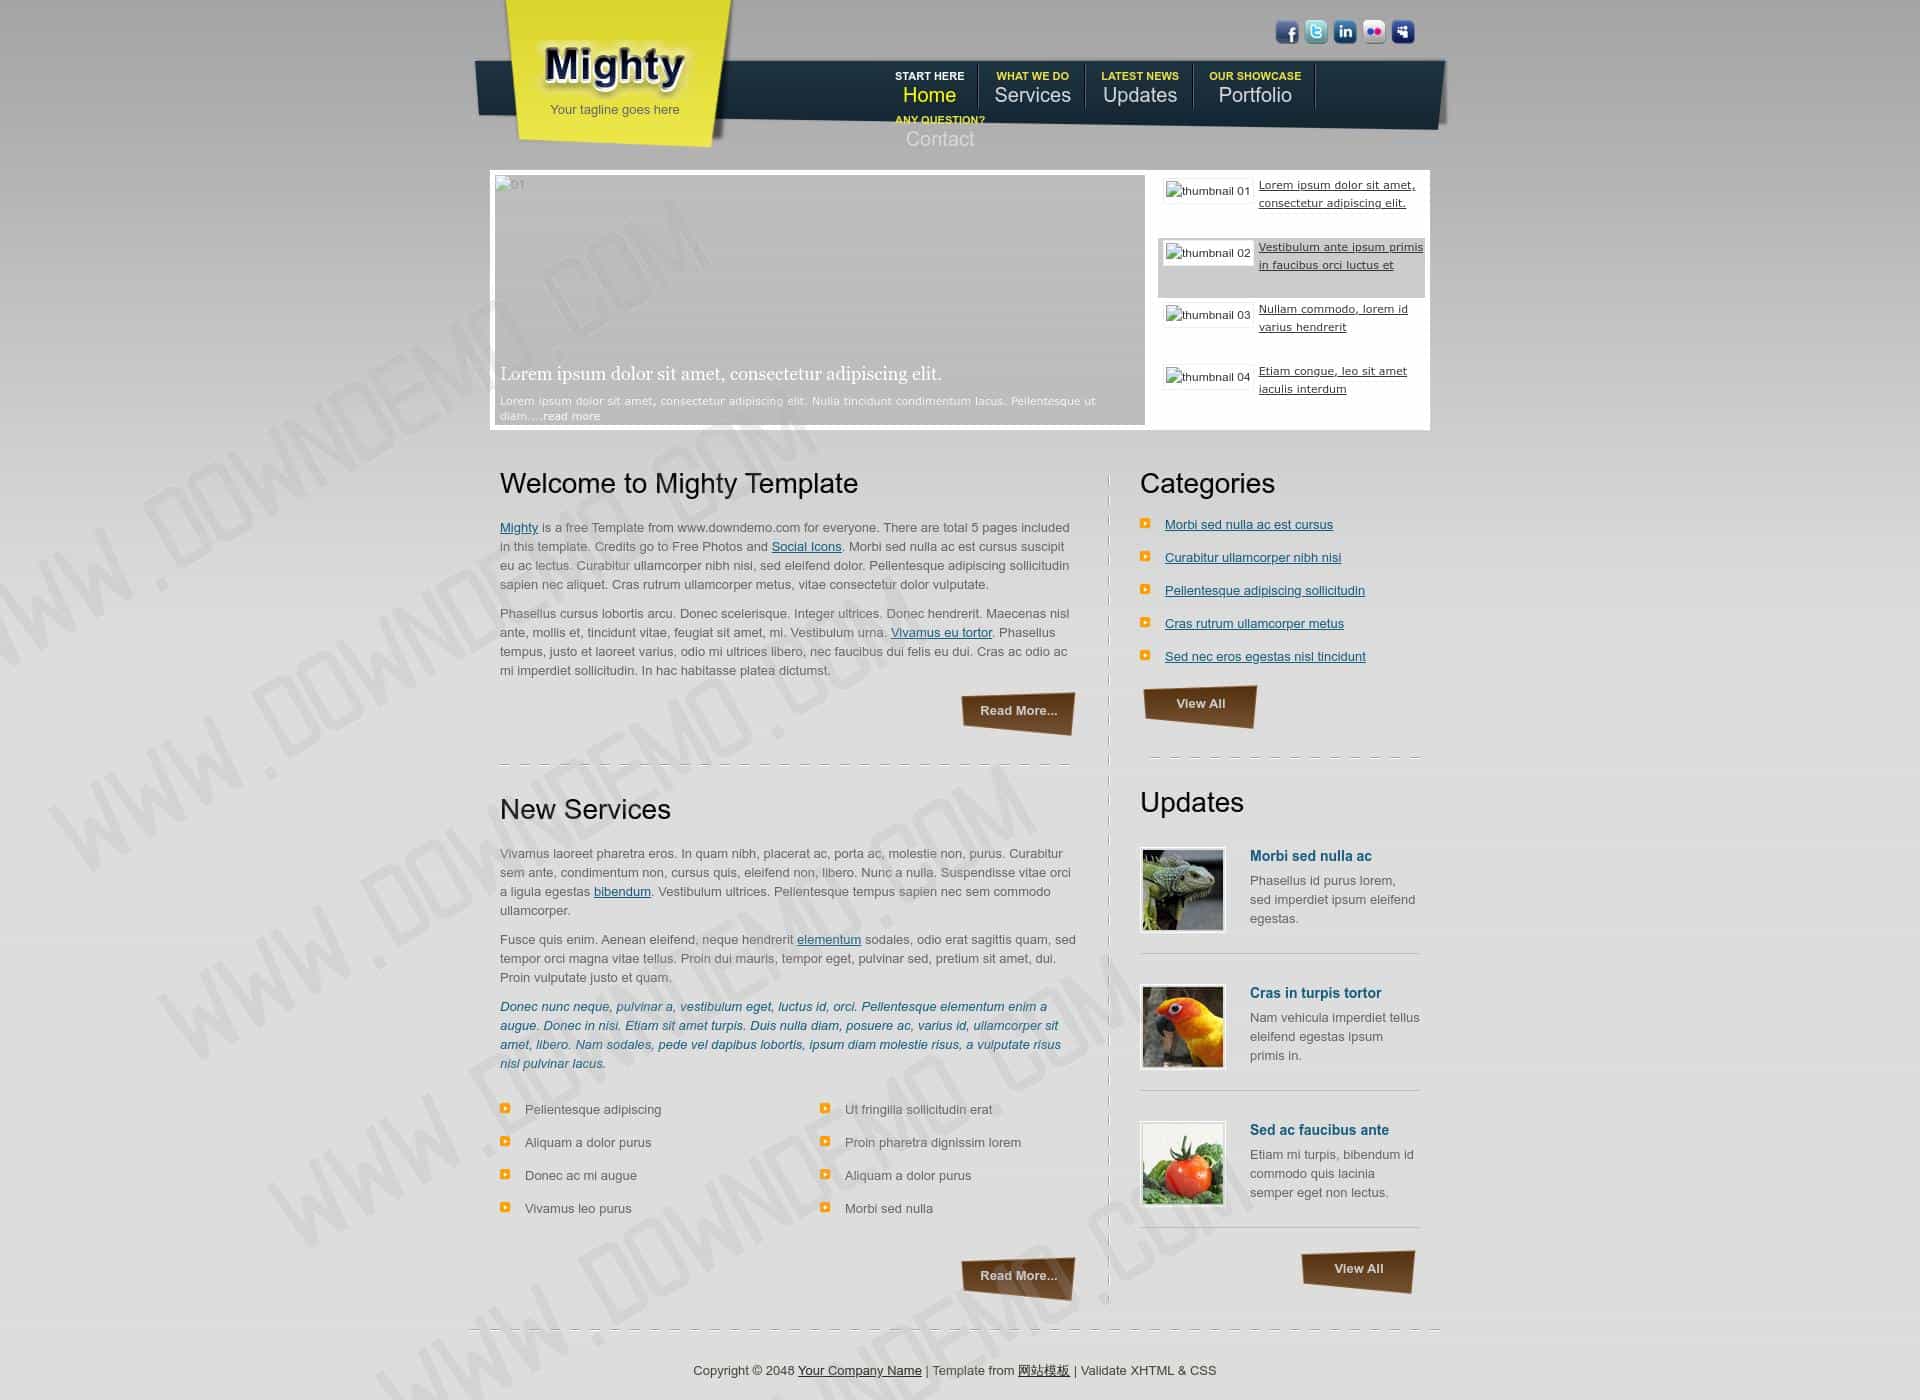 Mighty
Your tagline goes here
START HERE
Home
WHAT WE DO
Services
LATEST NEWS
Updates
OUR SHOWCASE
Portfolio
ANY QUESTION?
Contact
01
Lorem ipsum dolor sit amet, consectetur adipiscing elit.
Lorem ipsum dolor sit amet, consectetur adipiscing elit. Nulla tincidunt condimentum lacus. Pellentesque ut
diam....read more
thumbnail 01
Lorem ipsum dolor sit amet,
consectetur adipiscing elit.
thumbnail 02
Vestibulum ante ipsum primis
in faucibus orci luctus et
thumbnail 03
Nullam commodo, lorem id
varius hendrerit
thumbnail 04
Etiam congue, leo sit amet
iaculis interdum
Welcome to Mighty Template
Mighty is a free Template from www.downdemo.com for everyone. There are total 5 pages included
in this template. Credits go to Free Photos and Social Icons. Morbi sed nulla ac est cursus suscipit
eu ac lectus. Curabitur ullamcorper nibh nisi, sed eleifend dolor. Pellentesque adipiscing sollicitudin
sapien nec aliquet. Cras rutrum ullamcorper metus, vitae consectetur dolor vulputate.
Phasellus cursus lobortis arcu. Donec scelerisque. Integer ultrices. Donec hendrerit. Maecenas nisl
ante, mollis et, tincidunt vitae, feugiat sit amet, mi. Vestibulum urna. Vivamus eu tortor. Phasellus
tempus, justo et laoreet varius, odio mi ultrices libero, nec faucibus dui felis eu dui. Cras ac odio ac
mi imperdiet sollicitudin. In hac habitasse platea dictumst.
Read More...
New Services
Vivamus laoreet pharetra eros. In quam nibh, placerat ac, porta ac, molestie non, purus. Curabitur
sem ante, condimentum non, cursus quis, eleifend non, libero. Nunc a nulla. Suspendisse vitae orci
a ligula egestas bibendum. Vestibulum ultrices. Pellentesque tempus sapien nec sem commodo
ullamcorper.
Fusce quis enim. Aenean eleifend, neque hendrerit elementum sodales, odio erat sagittis quam, sed
tempor orci magna vitae tellus. Proin dui mauris, tempor eget, pulvinar sed, pretium sit amet, dui.
Proin vulputate justo et quam.
Donec nunc neque, pulvinar a, vestibulum eget, luctus id, orci. Pellentesque elementum enim a
augue. Donec in nisi. Etiam sit amet turpis. Duis nulla diam, posuere ac, varius id, ullamcorper sit
amet, libero. Nam sodales, pede vel dapibus lobortis, ipsum diam molestie risus, a vulputate risus
nisl pulvinar lacus.
Pellentesque adipiscing
Aliquam a dolor purus
Donec ac mi augue
Vivamus leo purus
Ut fringilla sollicitudin erat
Proin pharetra dignissim lorem
Aliquam a dolor purus
Morbi sed nulla
Read More...
Categories
Morbi sed nulla ac est cursus
Curabitur ullamcorper nibh nisi
Pellentesque adipiscing sollicitudin
Cras rutrum ullamcorper metus
Sed nec eros egestas nisl tincidunt
View All
Updates
Morbi sed nulla ac
Phasellus id purus lorem,
sed imperdiet ipsum eleifend
egestas.
Cras in turpis tortor
Nam vehicula imperdiet tellus
eleifend egestas ipsum
primis in.
Sed ac faucibus ante
Etiam mi turpis, bibendum id
commodo quis lacinia
semper eget non lectus.
View All
Copyright © 2048 Your Company Name | Template from 网站模板 | Validate XHTML & CSS
WWW.DOWNDEMO.COM
WWW.DOWNDEMO.COM
WWW.DOWNDEMO.COM
WWW.DOWNDEMO.COM
WWW.DOWNDEMO.COM
WWW.DOWNDEMO.COM